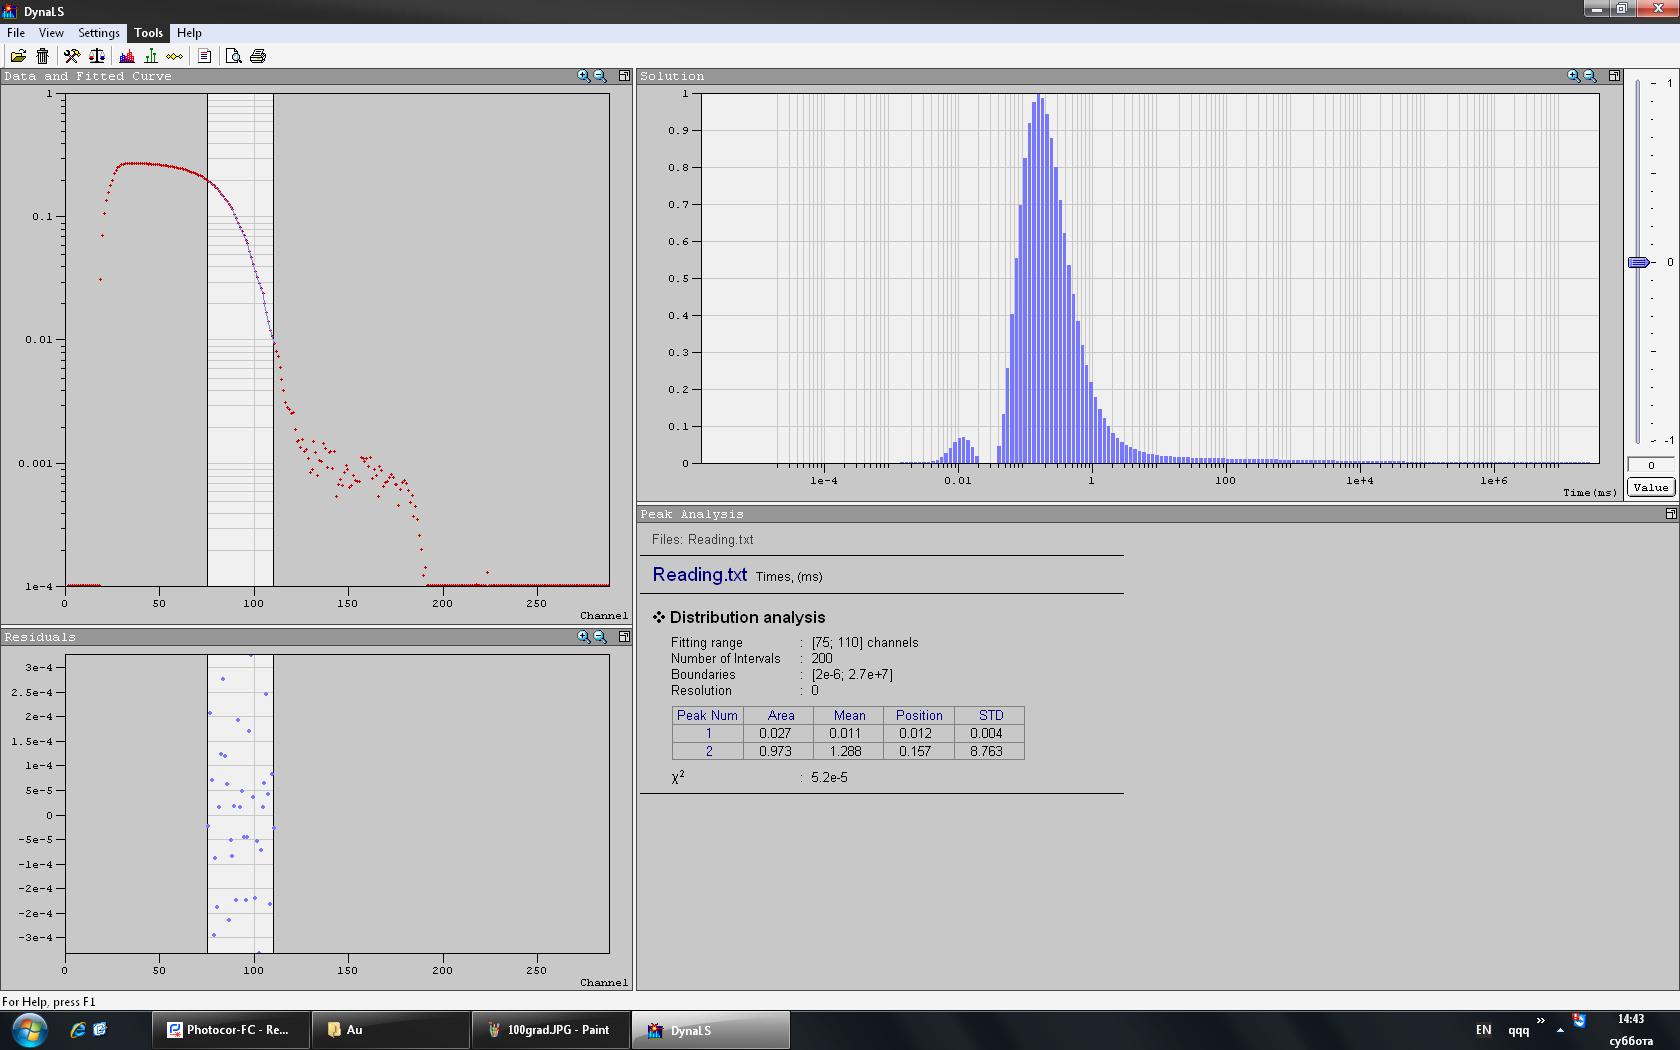 DynaLS
File View Settings Tools Help
Data and Fitted Curve
1
0.1
0.01
0.001
1e-4
0 50 100 150 200 250
Channel
Residuals
3e-4
2.5e-4
2e-4
1.5e-4
1e-4
5e-5
0
-5e-5
-1e-4
-2e-4
-2e-4
-3e-4
0 50 100 150 200 250
Channel
Solution
1
0.9
0.8
0.7
0.6
0.5
0.4
0.3
0.2
0.1
0
1e-4 0.01 1 100 1e+4 1e+6
Time(ms)
1
0
-1
0
Value
Peak Analysis
Files: Reading.txt
Reading.txt Times, (ms)
Distribution analysis
Fitting range : [75; 110] channels
Number of Intervals : 200
Boundaries : [2e-6; 2.7e+7]
Resolution : 0
Peak Num Area Mean Position STD
1 0.027 0.011 0.012 0.004
2 0.973 1.288 0.157 8.763
χ2 : 5.2e-5
For Help, press F1
Photocor-FC - Re... Au 100grad.JPG - Paint DynaLS
EN qqq » 14:43
суббота